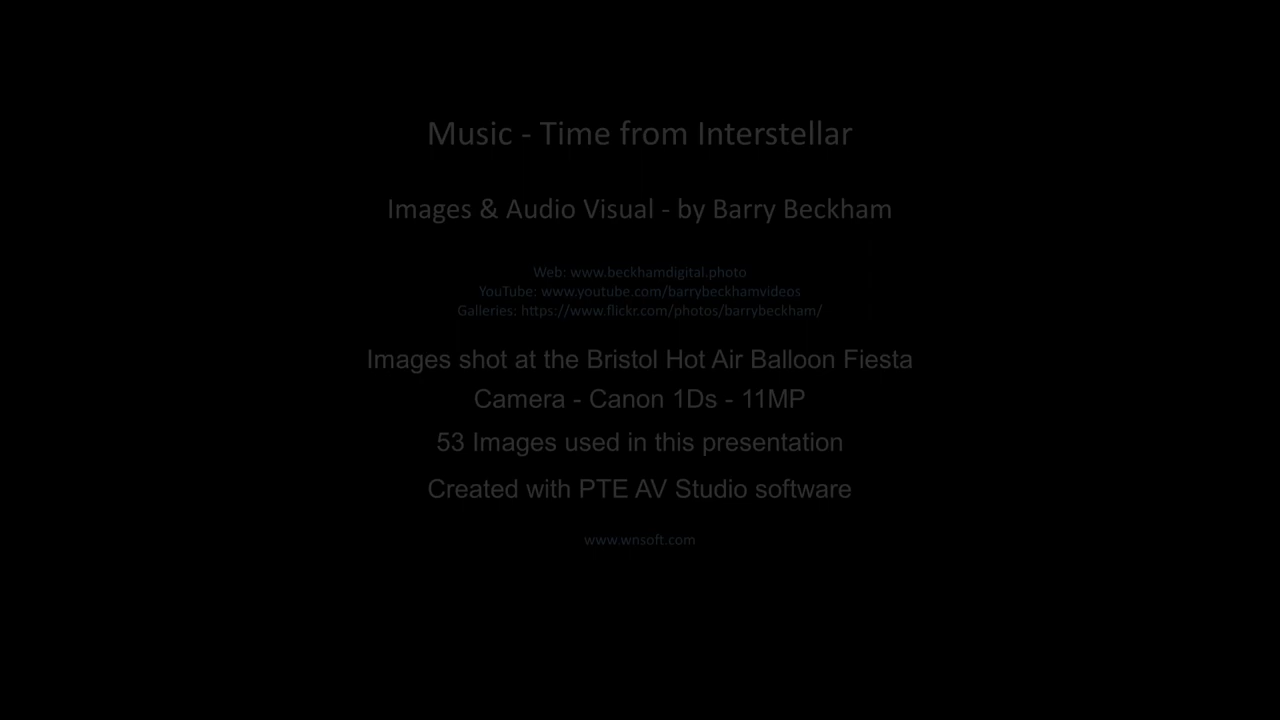 Music - Time from Interstellar
Images & Audio Visual - by Barry Beckham
Web: www.beckhamdigital.photo
YouTube: www.youtube.com/barrybeckhamvideos
Galleries: https://www.flickr.com/photos/barrybeckham/
Images shot at the Bristol Hot Air Balloon Fiesta
Camera - Canon 1Ds - 11MP
53 Images used in this presentation
Created with PTE AV Studio software
www.wnsoft.com